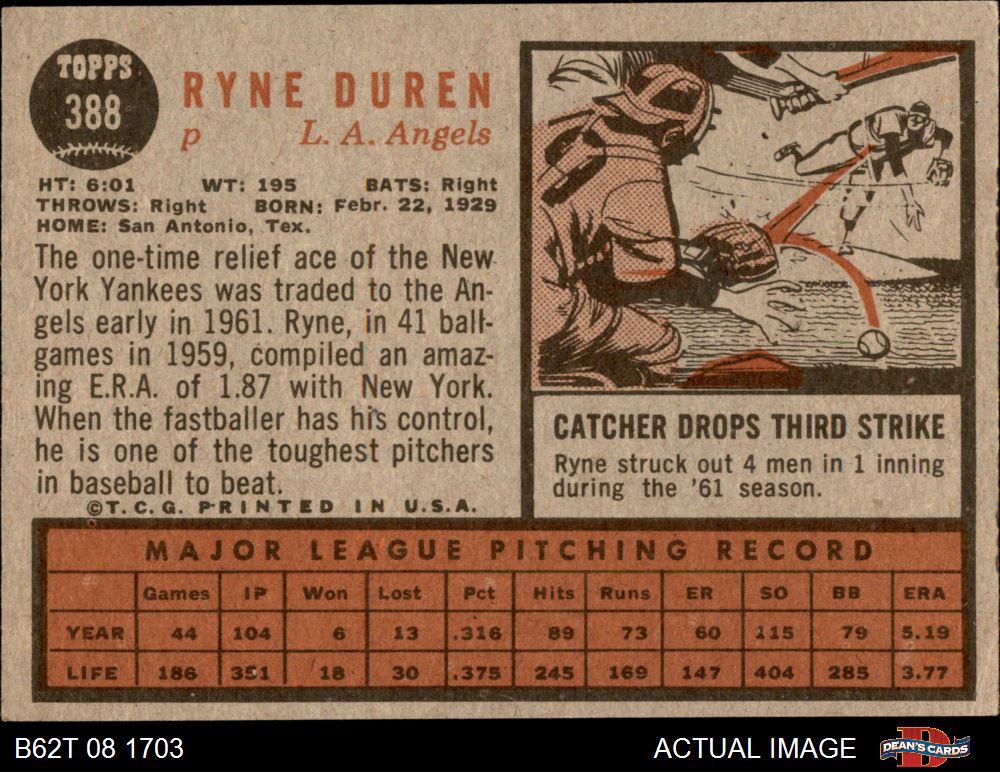 TOPPS
388
RYNE DUREN
p L. A. Angels
HT: 6:01 WT: 195 BATS: Right
THROWS: Right BORN: Febr. 22, 1929
HOME: San Antonio, Tex.
The one-time relief ace of the New
York Yankees was traded to the An-
gels early in 1961. Ryne, in 41 ball-
games in 1959, compiled an amaz-
ing E.R.A. of 1.87 with New York.
When the fastballer has his control,
he is one of the toughest pitchers
in baseball to beat.
©T. C. G. PRINTED IN U.S.A.
CATCHER DROPS THIRD STRIKE
Ryne struck out 4 men in 1 inning
during the '61 season.
MAJOR LEAGUE PITCHING RECORD
Games IP Won Lost Pct Hits Runs ER SO BB ERA
YEAR 44 104 6 13 .316 89 73 60 115 79 5.19
LIFE 186 351 18 30 .375 245 169 147 404 285 3.77
B62T 08 1703 ACTUAL IMAGE DEAN'S CARDS